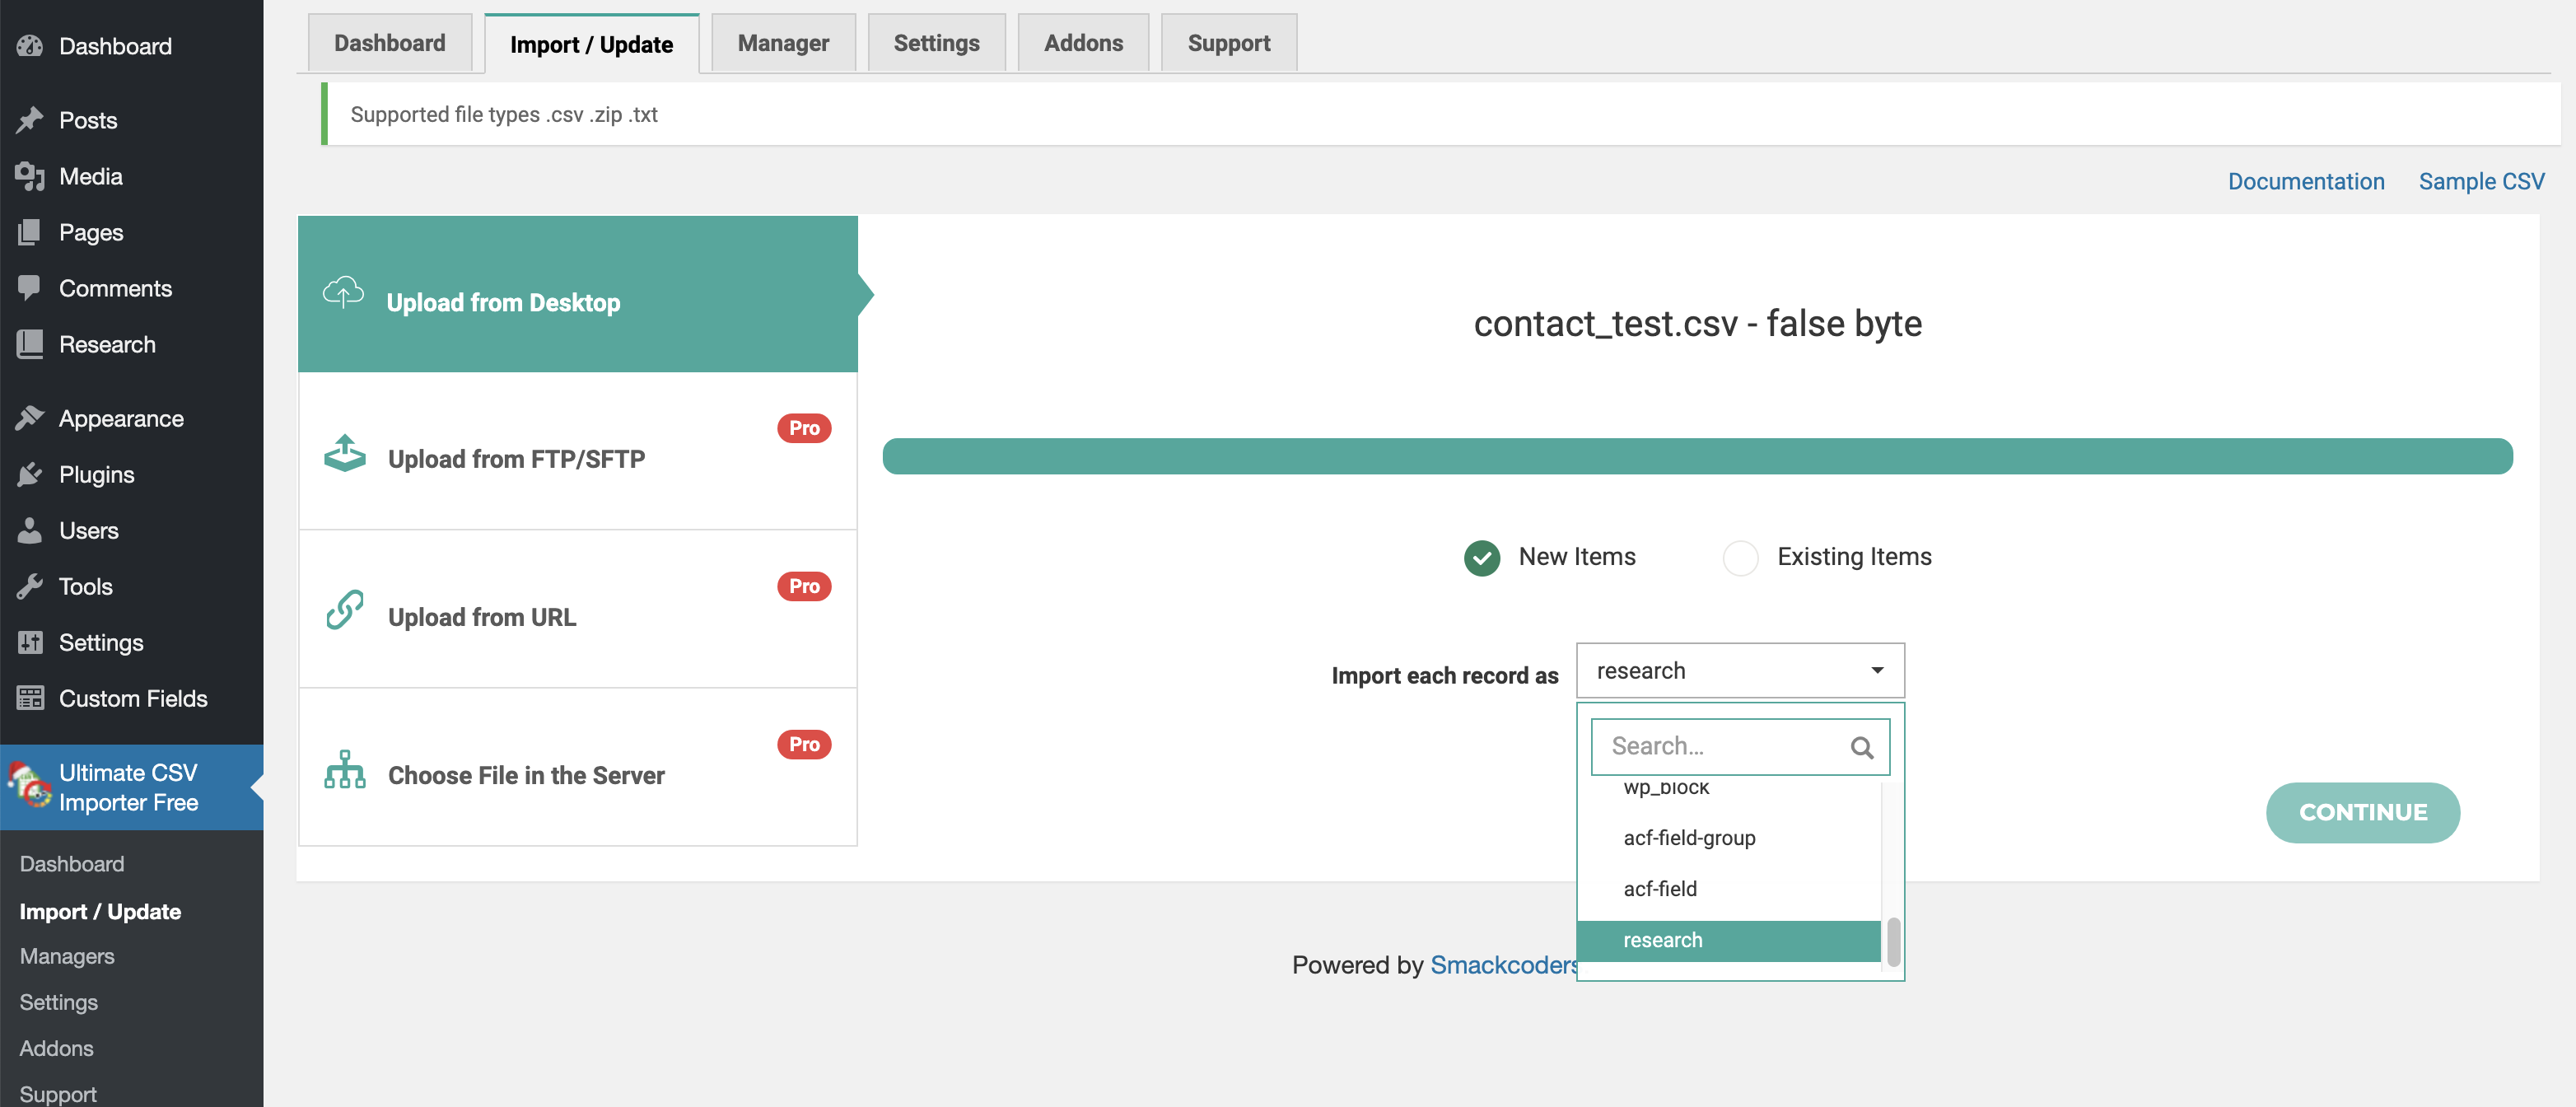 Dashboard
Posts
Media
Pages
Comments
Research
Appearance
Plugins
Users
Tools
Settings
Custom Fields
Ultimate CSV
Importer Free
Dashboard
Import / Update
Managers
Settings
Addons
Support
Dashboard
Import / Update
Manager
Settings
Addons
Support
Supported file types .csv .zip .txt
Documentation
Sample CSV
Upload from Desktop
Pro
Upload from FTP/SFTP
Pro
Upload from URL
Pro
Choose File in the Server
contact_test.csv - false byte
New Items
Existing Items
Import each record as
research
Search...
wp_block
acf-field-group
acf-field
research
CONTINUE
Powered by Smackcoders